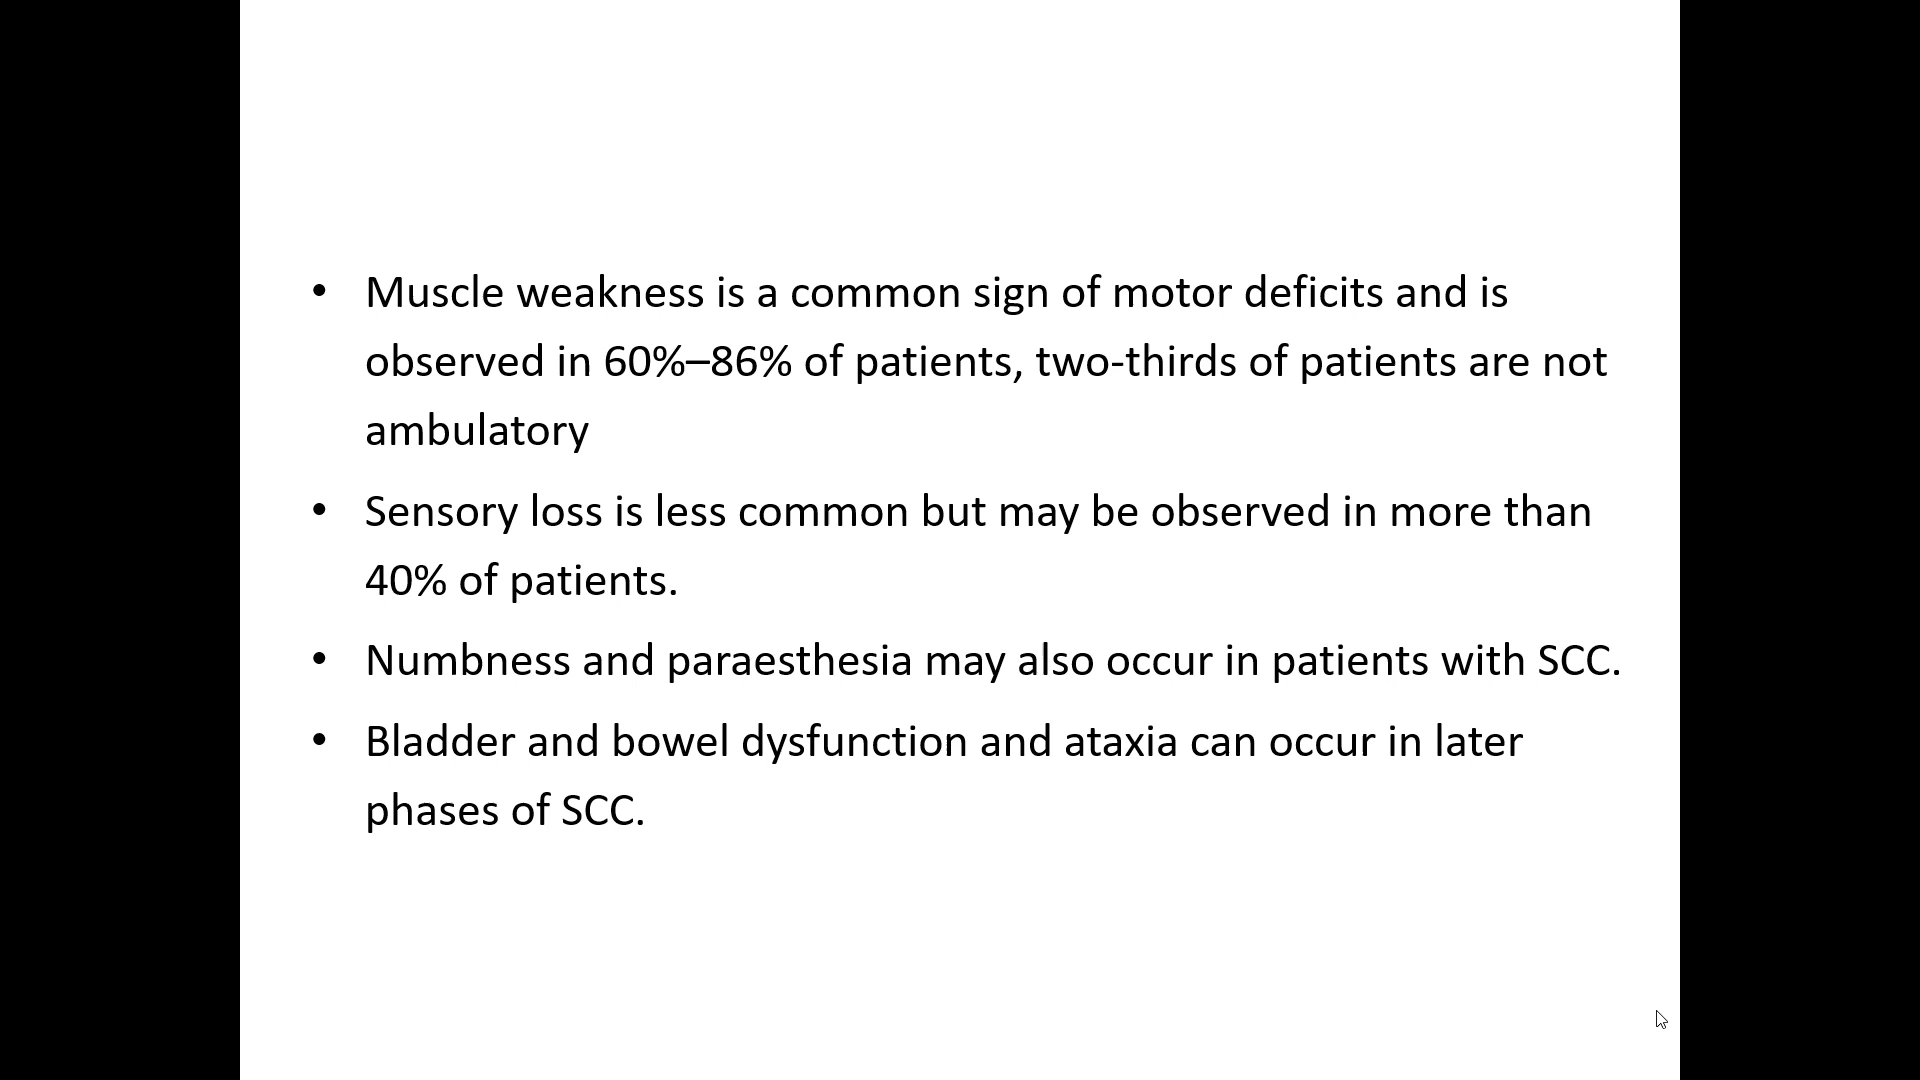 • Muscle weakness is a common sign of motor deficits and is
observed in 60%–86% of patients, two-thirds of patients are not
ambulatory
• Sensory loss is less common but may be observed in more than
40% of patients.
• Numbness and paraesthesia may also occur in patients with SCC.
• Bladder and bowel dysfunction and ataxia can occur in later
phases of SCC.